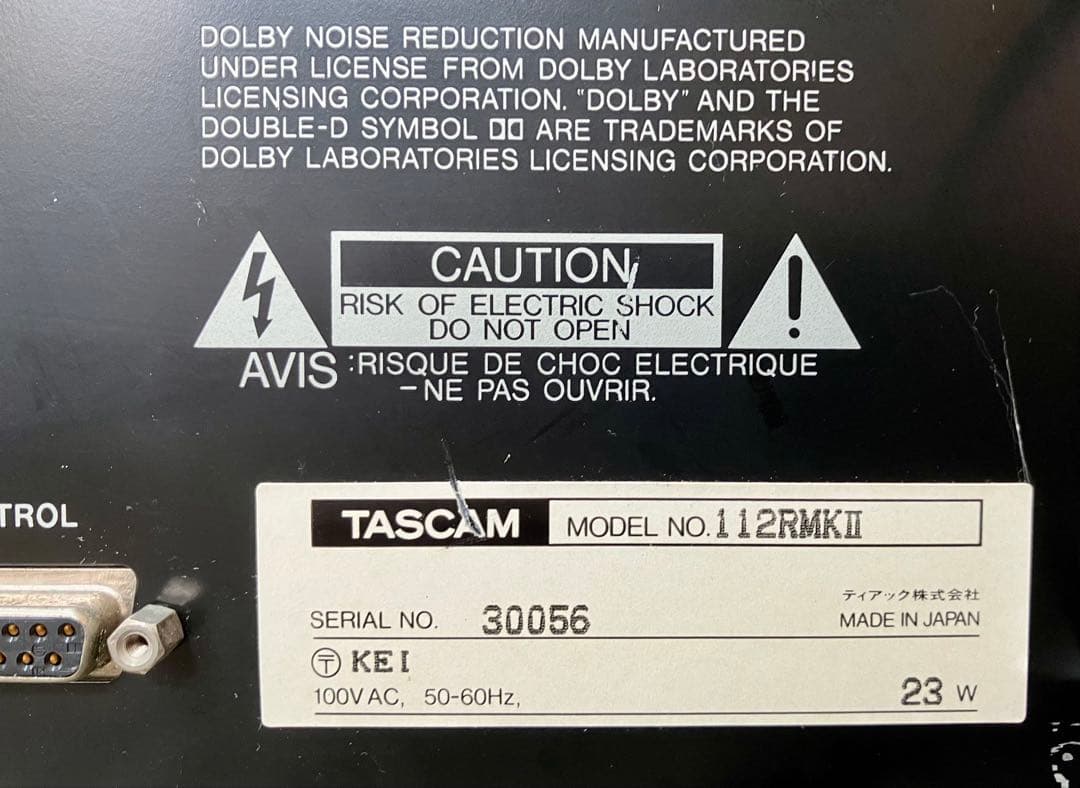 DOLBY NOISE REDUCTION MANUFACTURED
UNDER LICENSE FROM DOLBY LABORATORIES
LICENSING CORPORATION. "DOLBY" AND THE
DOUBLE-D SYMBOL ARE TRADEMARKS OF
DOLBY LABORATORIES LICENSING CORPORATION.
CAUTION
RISK OF ELECTRIC SHOCK
DO NOT OPEN
AVIS :RISQUE DE CHOC ELECTRIQUE
–NE PAS OUVRIR.
TROL
TASCAM MODEL NO. 112RMKII
ティアック株式会社
SERIAL NO. 30056 MADE IN JAPAN
〶 KEI
100V AC, 50-60Hz, 23 W